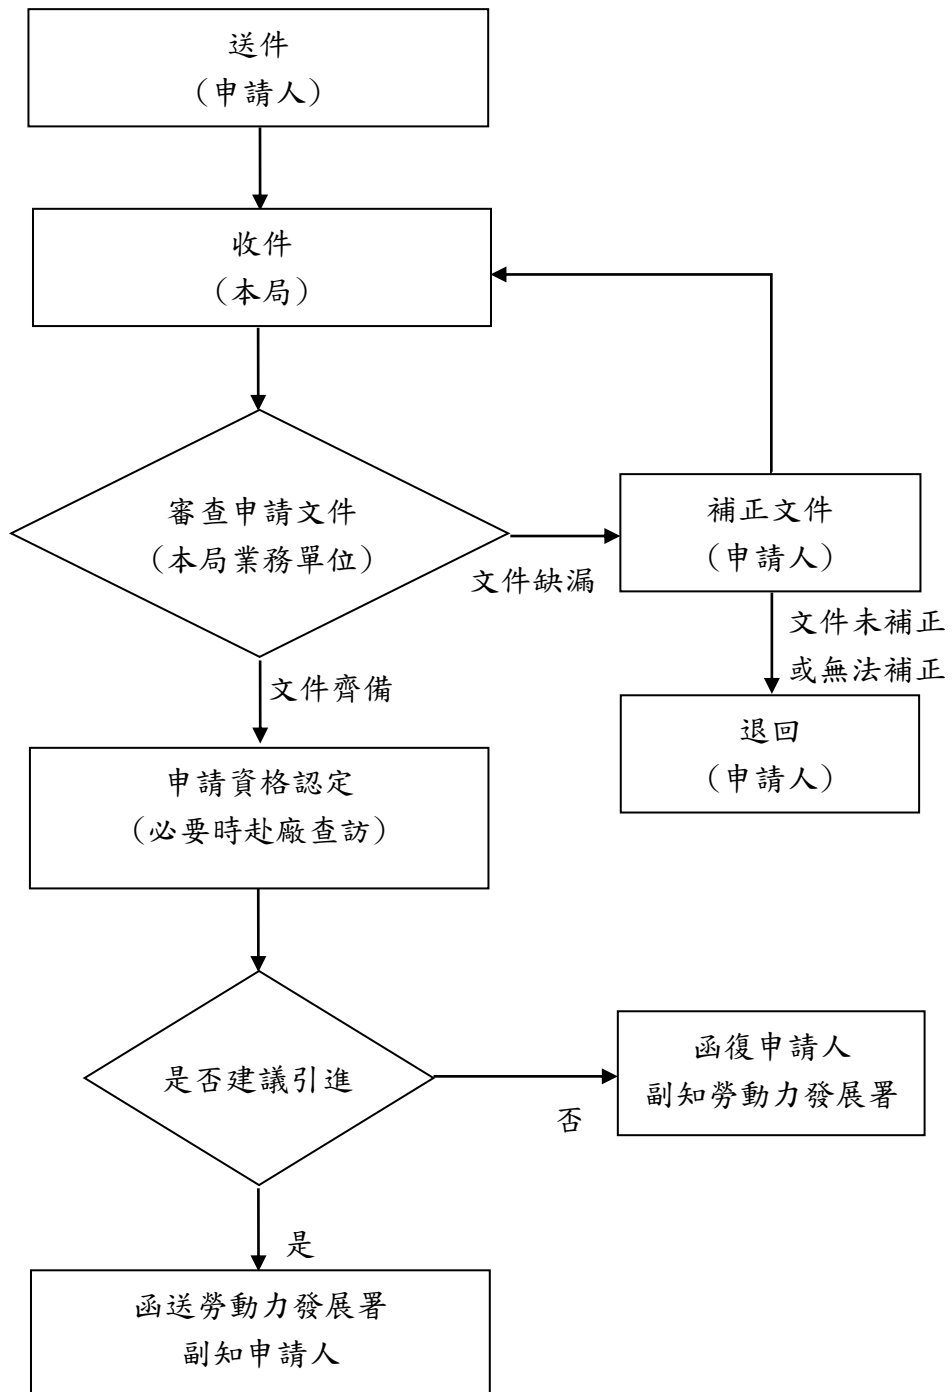 送件
（申請人）
收件
（本局）
審查申請文件
（本局業務單位）
文件缺漏
補正文件
（申請人）
文件未補正
或無法補正
退回
（申請人）
文件齊備
申請資格認定
（必要時赴廠查訪）
是否建議引進
否
函復申請人
副知勞動力發展署
是
函送勞動力發展署
副知申請人